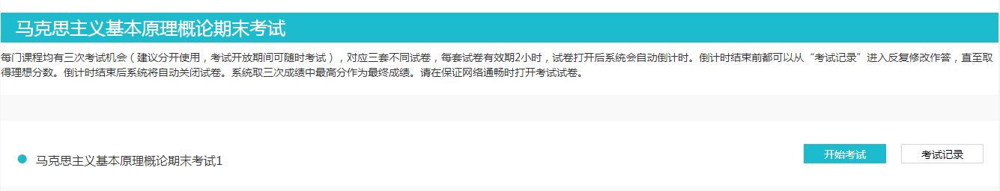 马克思主义基本原理概论期末考试
每门课程均有三次考试机会（建议分开使用，考试开放期间可随时考试），对应三套不同试卷，每套试卷有效期2小时，试卷打开后系统会自动倒计时。倒计时结束前都可以从“考试记录”进入反复修改作答，直至取
得理想分数。倒计时结束后系统将自动关闭试卷。系统取三次成绩中最高分作为最终成绩。请在保证网络通畅时打开考试试卷。
马克思主义基本原理概论期末考试1
开始考试
考试记录